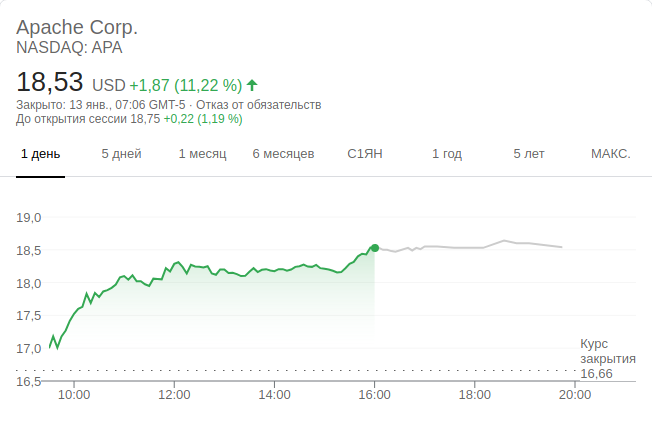 Apache Corp.
NASDAQ: APA
18,53 USD +1,87 (11,22 %)
Закрыто: 13 янв., 07:06 GMT-5 · Отказ от обязательств
До открытия сессии 18,75 +0,22 (1,19 %)
1 день 5 дней 1 месяц 6 месяцев С1ЯН 1 год 5 лет МАКС.
19,0
18,5
18,0
17,5
17,0
Курс
закрытия
16,66
16,5
10:00 12:00 14:00 16:00 18:00 20:00